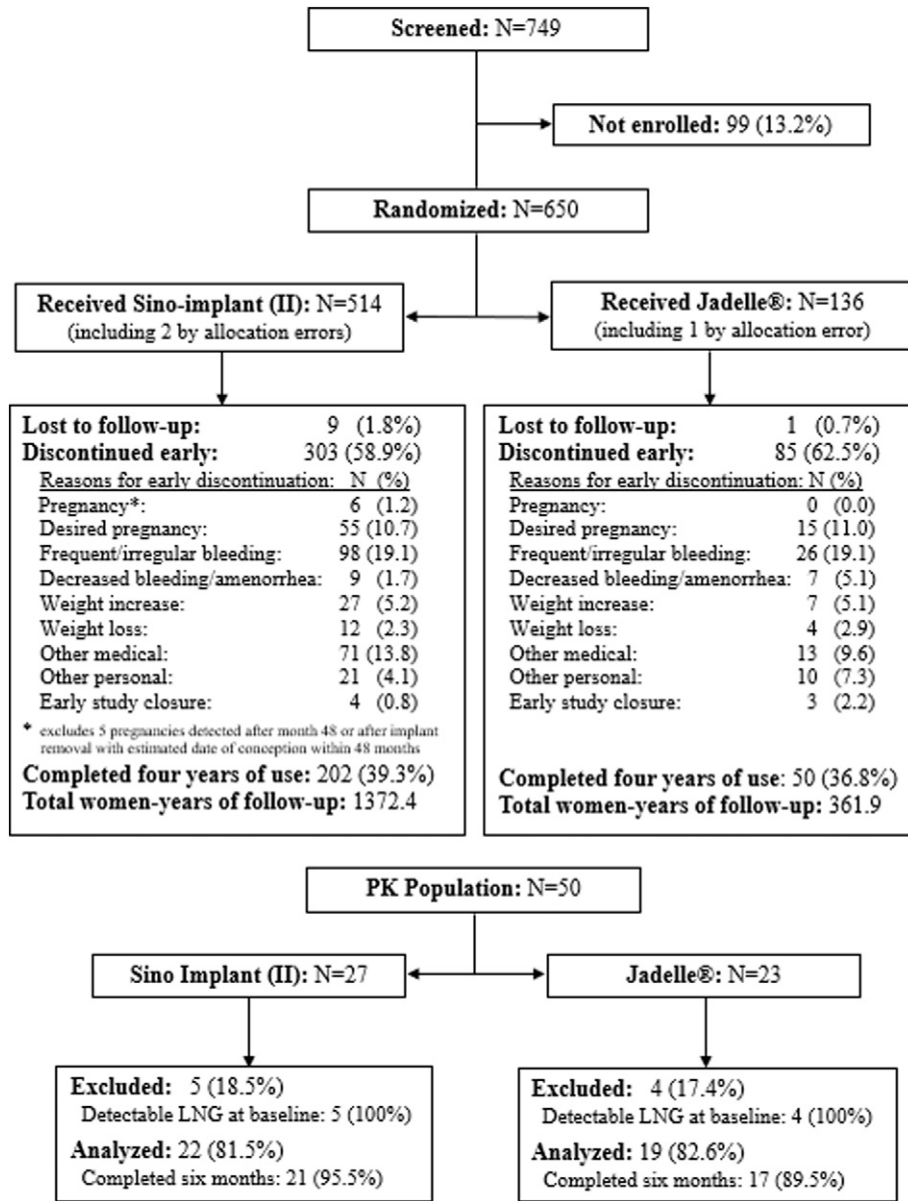 Screened: N=749
Not enrolled: 99 (13.2%)
Randomized: N=650
Received Sino-implant (II): N=514
(including 2 by allocation errors)
Received Jadelle®: N=136
(including 1 by allocation error)
Lost to follow-up: 9 (1.8%)
Discontinued early: 303 (58.9%)
Reasons for early discontinuation: N (%)
Pregnancy*: 6 (1.2)
Desired pregnancy: 55 (10.7)
Frequent/irregular bleeding: 98 (19.1)
Decreased bleeding/amenorrhea: 9 (1.7)
Weight increase: 27 (5.2)
Weight loss: 12 (2.3)
Other medical: 71 (13.8)
Other personal: 21 (4.1)
Early study closure: 4 (0.8)
* excludes 5 pregnancies detected after month 48 or after implant
removal with estimated date of conception within 48 months
Completed four years of use: 202 (39.3%)
Total women-years of follow-up: 1372.4
Lost to follow-up: 1 (0.7%)
Discontinued early: 85 (62.5%)
Reasons for early discontinuation: N (%)
Pregnancy: 0 (0.0)
Desired pregnancy: 15 (11.0)
Frequent/irregular bleeding: 26 (19.1)
Decreased bleeding/amenorrhea: 7 (5.1)
Weight increase: 7 (5.1)
Weight loss: 4 (2.9)
Other medical: 13 (9.6)
Other personal: 10 (7.3)
Early study closure: 3 (2.2)
Completed four years of use: 50 (36.8%)
Total women-years of follow-up: 361.9
PK Population: N=50
Sino Implant (II): N=27
Jadelle®: N=23
Excluded: 5 (18.5%)
Detectable LNG at baseline: 5 (100%)
Analyzed: 22 (81.5%)
Completed six months: 21 (95.5%)
Excluded: 4 (17.4%)
Detectable LNG at baseline: 4 (100%)
Analyzed: 19 (82.6%)
Completed six months: 17 (89.5%)